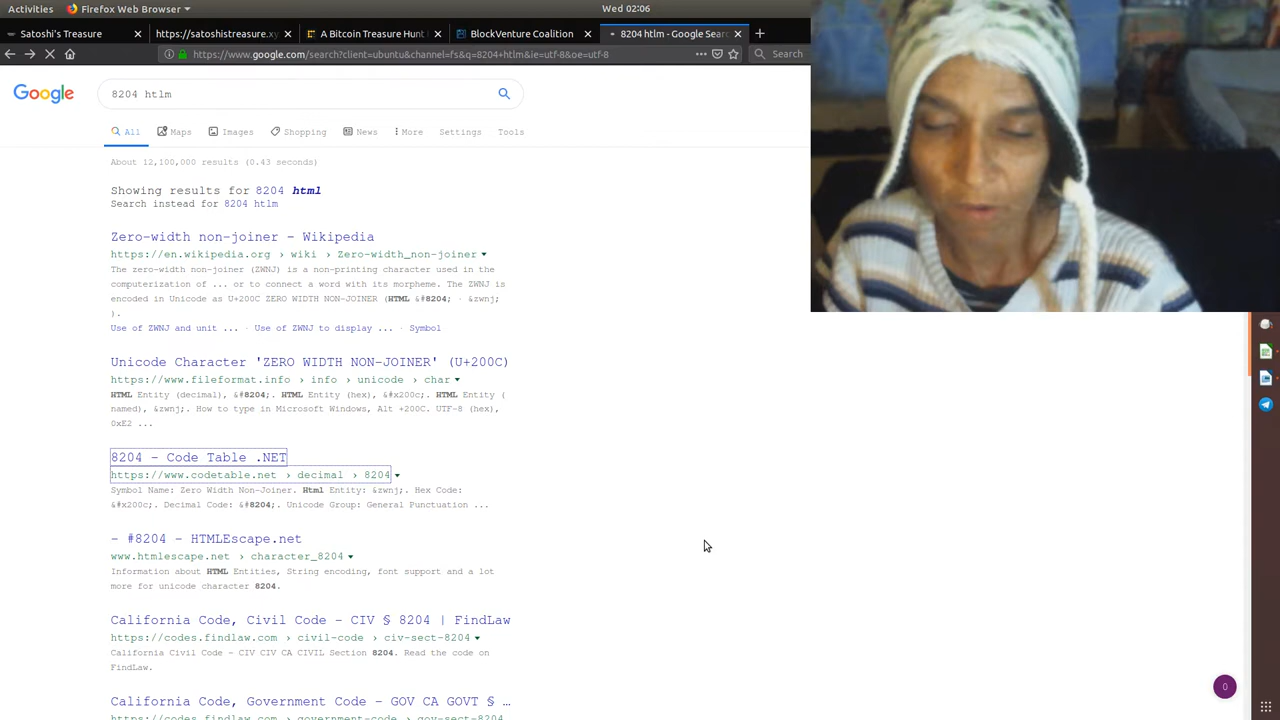 Activities Firefox Web Browser Wed 02:06
Satoshi's Treasure https://satoshistreasure.xy A Bitcoin Treasure Hunt BlockVenture Coalition 8204 htlm - Google Searc
https://www.google.com/search?client=ubuntu&channel=fs&q=8204+htlm&ie=utf-8&oe=utf-8 Search
Google 8204 htlm
All Maps Images Shopping News More Settings Tools
About 12,100,000 results (0.43 seconds)
Showing results for 8204 html
Search instead for 8204 htlm
Zero-width non-joiner - Wikipedia
https://en.wikipedia.org › wiki › Zero-width_non-joiner
The zero-width non-joiner (ZWNJ) is a non-printing character used in the
computerization of ... or to connect a word with its morpheme. The ZWNJ is
encoded in Unicode as U+200C ZERO WIDTH NON-JOINER (HTML &#8204; · &zwnj;
).
Use of ZWNJ and unit ... · Use of ZWNJ to display ... · Symbol
Unicode Character 'ZERO WIDTH NON-JOINER' (U+200C)
https://www.fileformat.info › info › unicode › char
HTML Entity (decimal), &#8204;. HTML Entity (hex), &#x200c;. HTML Entity (
named), &zwnj;. How to type in Microsoft Windows, Alt +200C. UTF-8 (hex),
0xE2 ...
8204 - Code Table .NET
https://www.codetable.net › decimal › 8204
Symbol Name: Zero Width Non-Joiner. Html Entity: &zwnj;. Hex Code:
&#x200c;. Decimal Code: &#8204;. Unicode Group: General Punctuation ...
- #8204 - HTMLEscape.net
www.htmlescape.net › character_8204
Information about HTML Entities, String encoding, font support and a lot
more for unicode character 8204.
California Code, Civil Code - CIV § 8204 | FindLaw
https://codes.findlaw.com › civil-code › civ-sect-8204
California Civil Code - CIV CIV CA CIVIL Section 8204. Read the code on
FindLaw.
California Code, Government Code - GOV CA GOVT § ...
https://codes.findlaw.com › government-code › gov-sect-8204
0